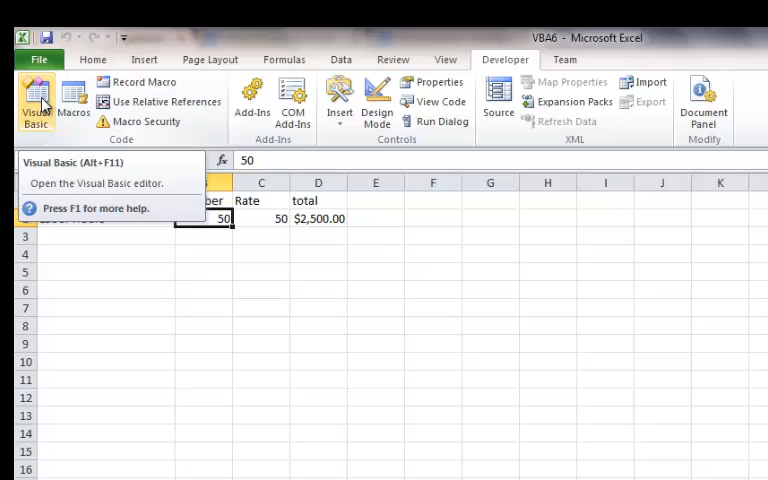 VBA6 - Microsoft Excel
File Home Insert Page Layout Formulas Data Review View Developer Team
Visual Basic
Macros
Record Macro
Use Relative References
Macro Security
Code
Add-Ins
COM Add-Ins
Add-Ins
Insert
Design Mode
Properties
View Code
Run Dialog
Controls
Source
Map Properties
Expansion Packs
Refresh Data
Import
Export
XML
Document Panel
Modify
Visual Basic (Alt+F11)
Open the Visual Basic editor.
Press F1 for more help.
fx 50
C D E F G H I J K
Rate total
50 50 $2,500.00
3
4
5
6
7
8
9
10
11
12
13
14
15
16